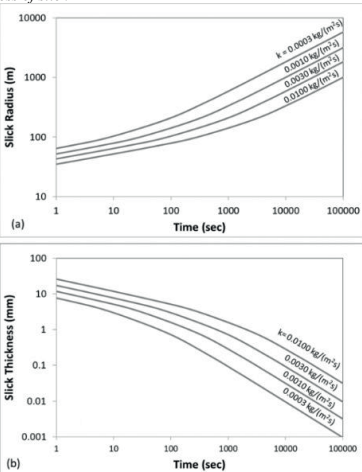 10000
1000
100
10
Slick Radius (m)
k = 0.0003 kg/(m²s)
0.0010 kg/(m²s)
0.0030 kg/(m²s)
0.0100 kg/(m²s)
1 10 100 1000 10000 100000
(a)
Time (sec)
100
10
1
0.1
0.01
0.001
Slick Thickness (mm)
k= 0.0100 kg/(m²s)
0.0030 kg/(m²s)
0.0010 kg/(m²s)
0.0003 kg/(m²s)
1 10 100 1000 10000 100000
(b)
Time (sec)